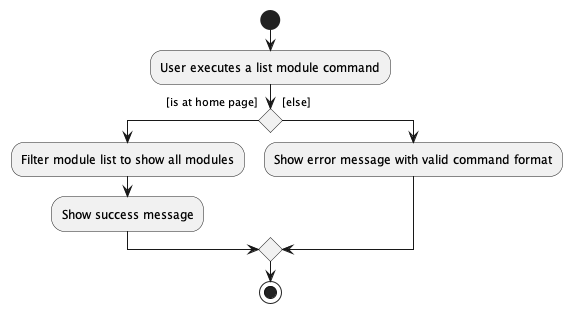 User executes a list module command
[is at home page]
[else]
Filter module list to show all modules
Show error message with valid command format
Show success message